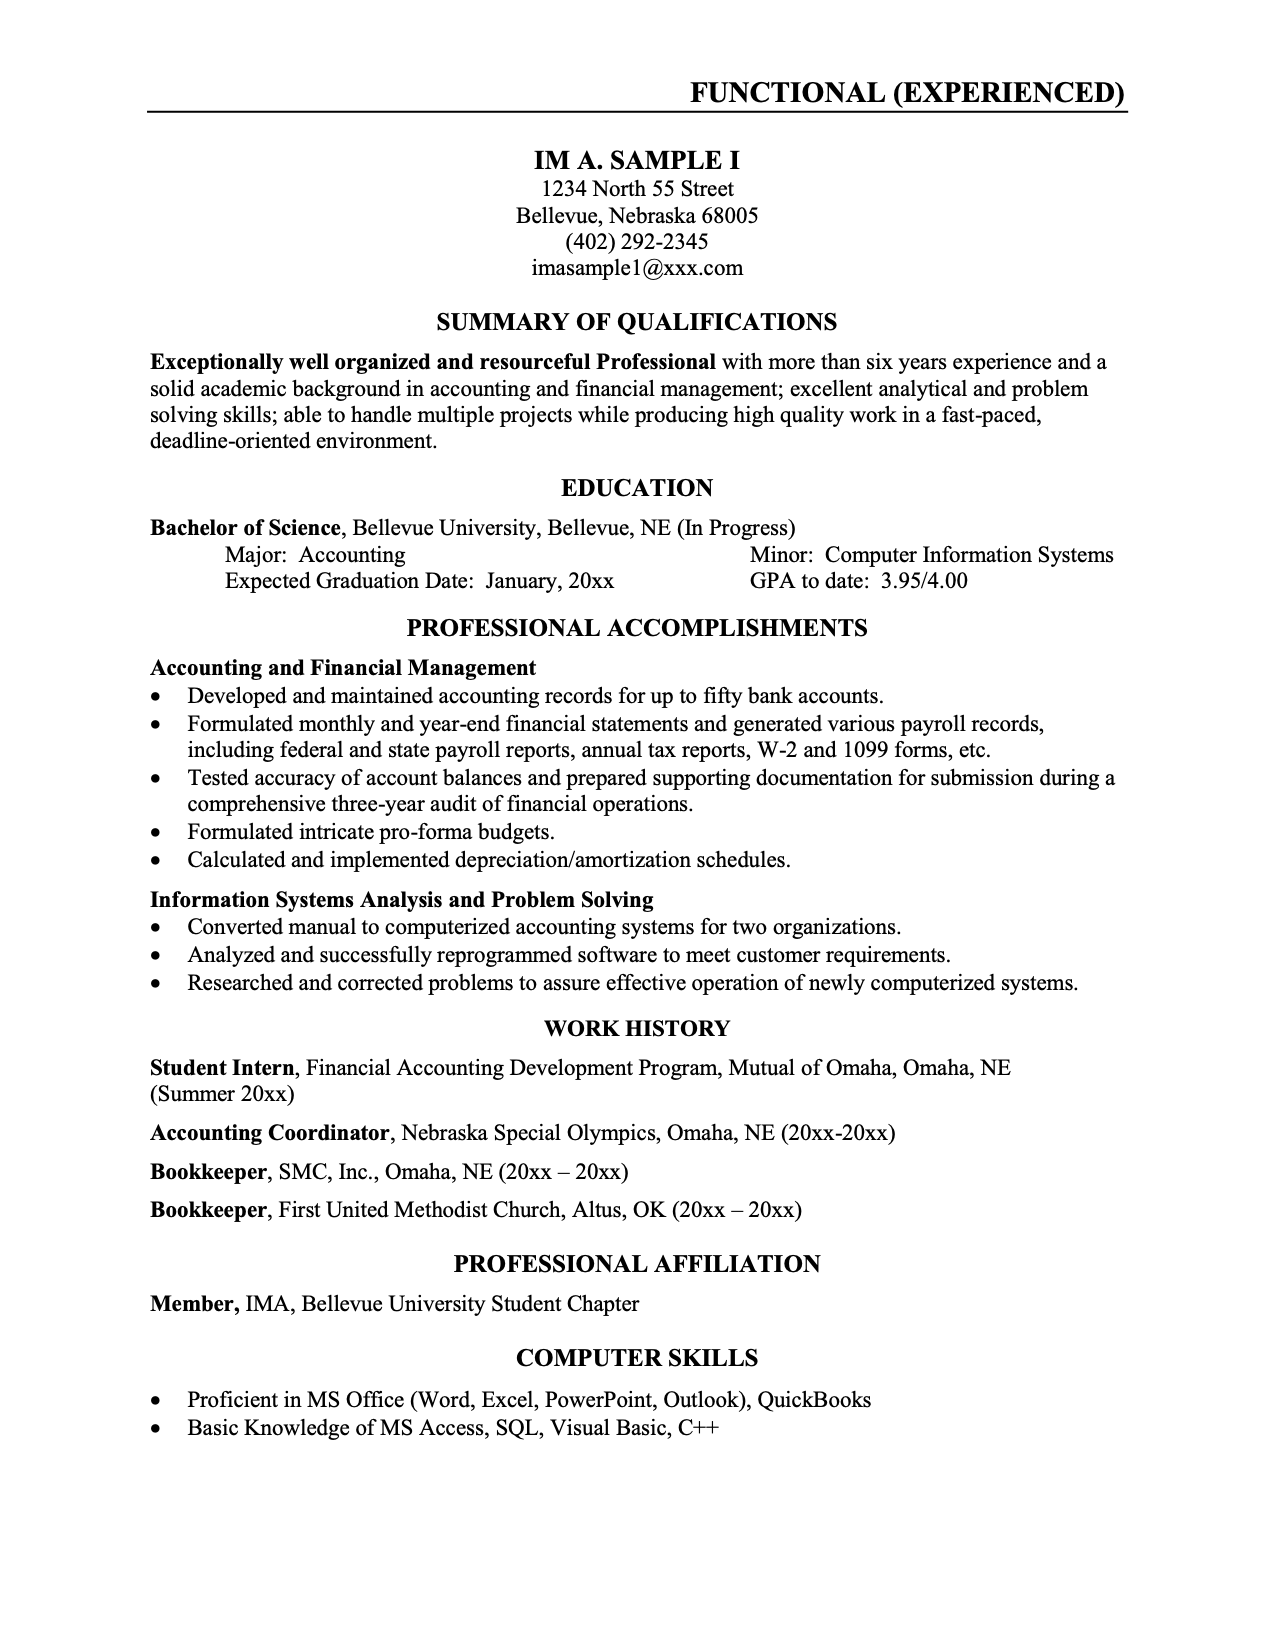 FUNCTIONAL (EXPERIENCED)
IM A. SAMPLE I
1234 North 55 Street
Bellevue, Nebraska 68005
(402) 292-2345
imasample1@xxx.com
SUMMARY OF QUALIFICATIONS
Exceptionally well organized and resourceful Professional with more than six years experience and a
solid academic background in accounting and financial management; excellent analytical and problem
solving skills; able to handle multiple projects while producing high quality work in a fast-paced,
deadline-oriented environment.
EDUCATION
Bachelor of Science, Bellevue University, Bellevue, NE (In Progress)
Major:  Accounting Minor:  Computer Information Systems
Expected Graduation Date:  January, 20xx GPA to date:  3.95/4.00
PROFESSIONAL ACCOMPLISHMENTS
Accounting and Financial Management
• Developed and maintained accounting records for up to fifty bank accounts.
• Formulated monthly and year-end financial statements and generated various payroll records,
including federal and state payroll reports, annual tax reports, W-2 and 1099 forms, etc.
• Tested accuracy of account balances and prepared supporting documentation for submission during a
comprehensive three-year audit of financial operations.
• Formulated intricate pro-forma budgets.
• Calculated and implemented depreciation/amortization schedules.
Information Systems Analysis and Problem Solving
• Converted manual to computerized accounting systems for two organizations.
• Analyzed and successfully reprogrammed software to meet customer requirements.
• Researched and corrected problems to assure effective operation of newly computerized systems.
WORK HISTORY
Student Intern, Financial Accounting Development Program, Mutual of Omaha, Omaha, NE
(Summer 20xx)
Accounting Coordinator, Nebraska Special Olympics, Omaha, NE (20xx-20xx)
Bookkeeper, SMC, Inc., Omaha, NE (20xx – 20xx)
Bookkeeper, First United Methodist Church, Altus, OK (20xx – 20xx)
PROFESSIONAL AFFILIATION
Member, IMA, Bellevue University Student Chapter
COMPUTER SKILLS
• Proficient in MS Office (Word, Excel, PowerPoint, Outlook), QuickBooks
• Basic Knowledge of MS Access, SQL, Visual Basic, C++